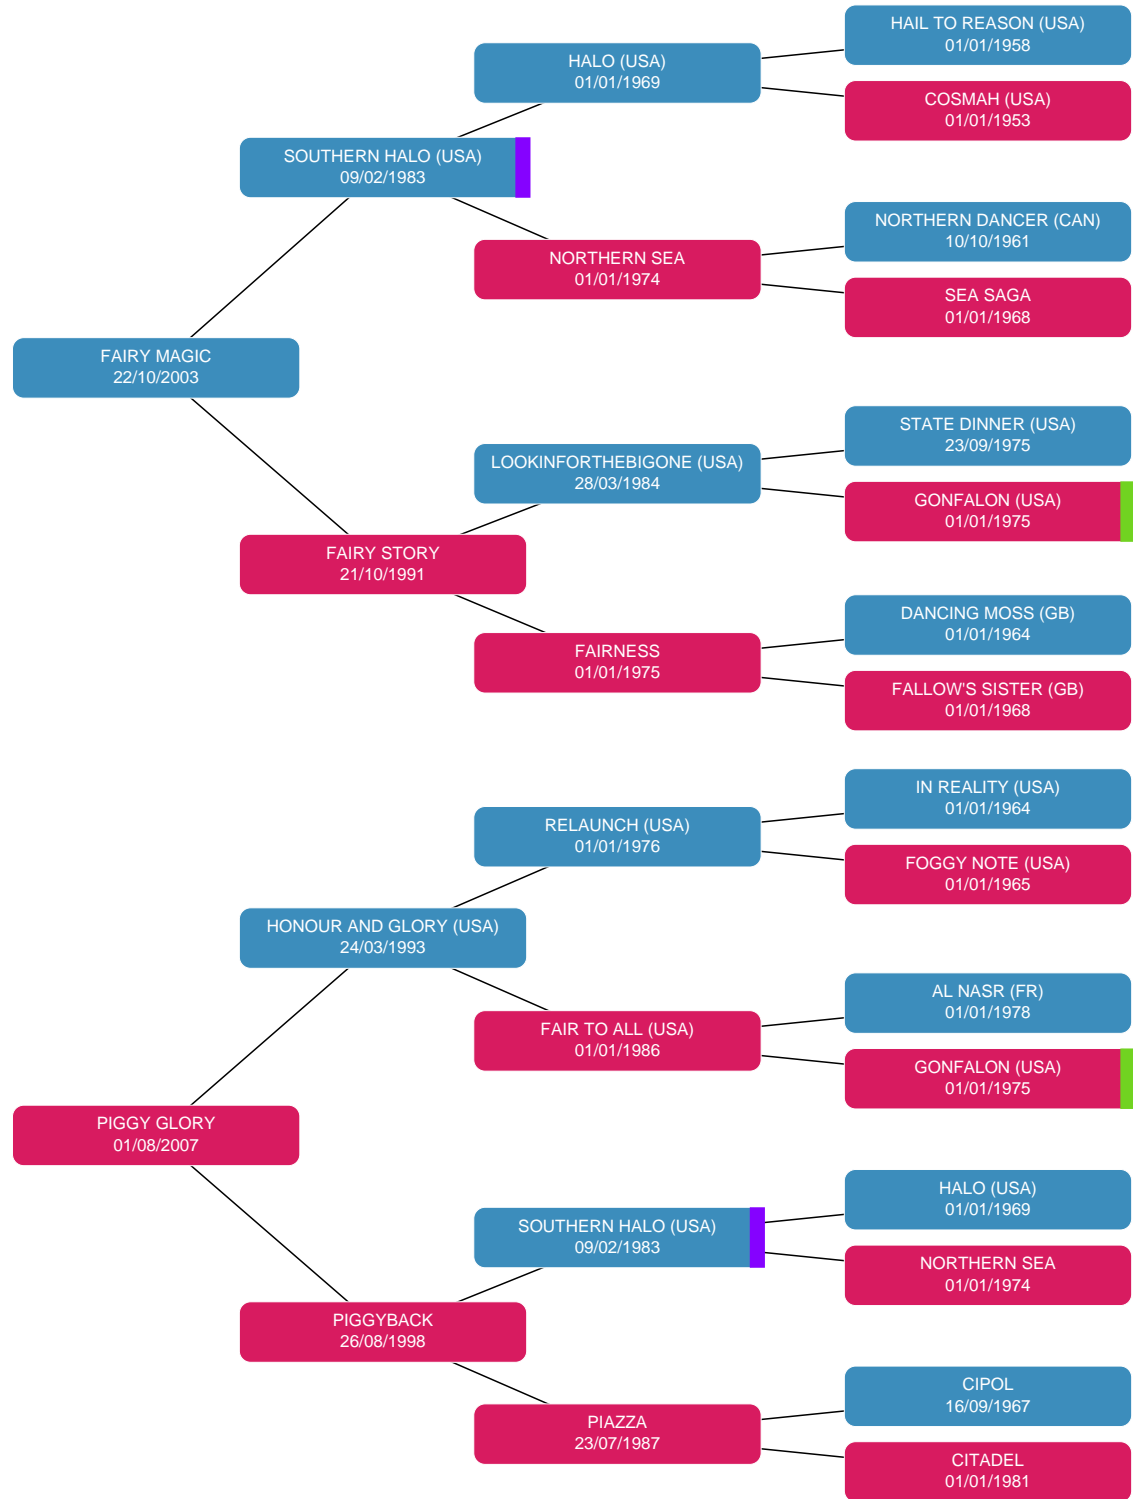 HAIL TO REASON (USA)
01/01/1958
HALO (USA)
01/01/1969
COSMAH (USA)
01/01/1953
SOUTHERN HALO (USA)
09/02/1983
NORTHERN DANCER (CAN)
10/10/1961
NORTHERN SEA
01/01/1974
SEA SAGA
01/01/1968
FAIRY MAGIC
22/10/2003
STATE DINNER (USA)
23/09/1975
LOOKINFORTHEBIGONE (USA)
28/03/1984
GONFALON (USA)
01/01/1975
FAIRY STORY
21/10/1991
DANCING MOSS (GB)
01/01/1964
FAIRNESS
01/01/1975
FALLOW'S SISTER (GB)
01/01/1968
IN REALITY (USA)
01/01/1964
RELAUNCH (USA)
01/01/1976
FOGGY NOTE (USA)
01/01/1965
HONOUR AND GLORY (USA)
24/03/1993
AL NASR (FR)
01/01/1978
FAIR TO ALL (USA)
01/01/1986
GONFALON (USA)
01/01/1975
PIGGY GLORY
01/08/2007
HALO (USA)
01/01/1969
SOUTHERN HALO (USA)
09/02/1983
NORTHERN SEA
01/01/1974
PIGGYBACK
26/08/1998
CIPOL
16/09/1967
PIAZZA
23/07/1987
CITADEL
01/01/1981